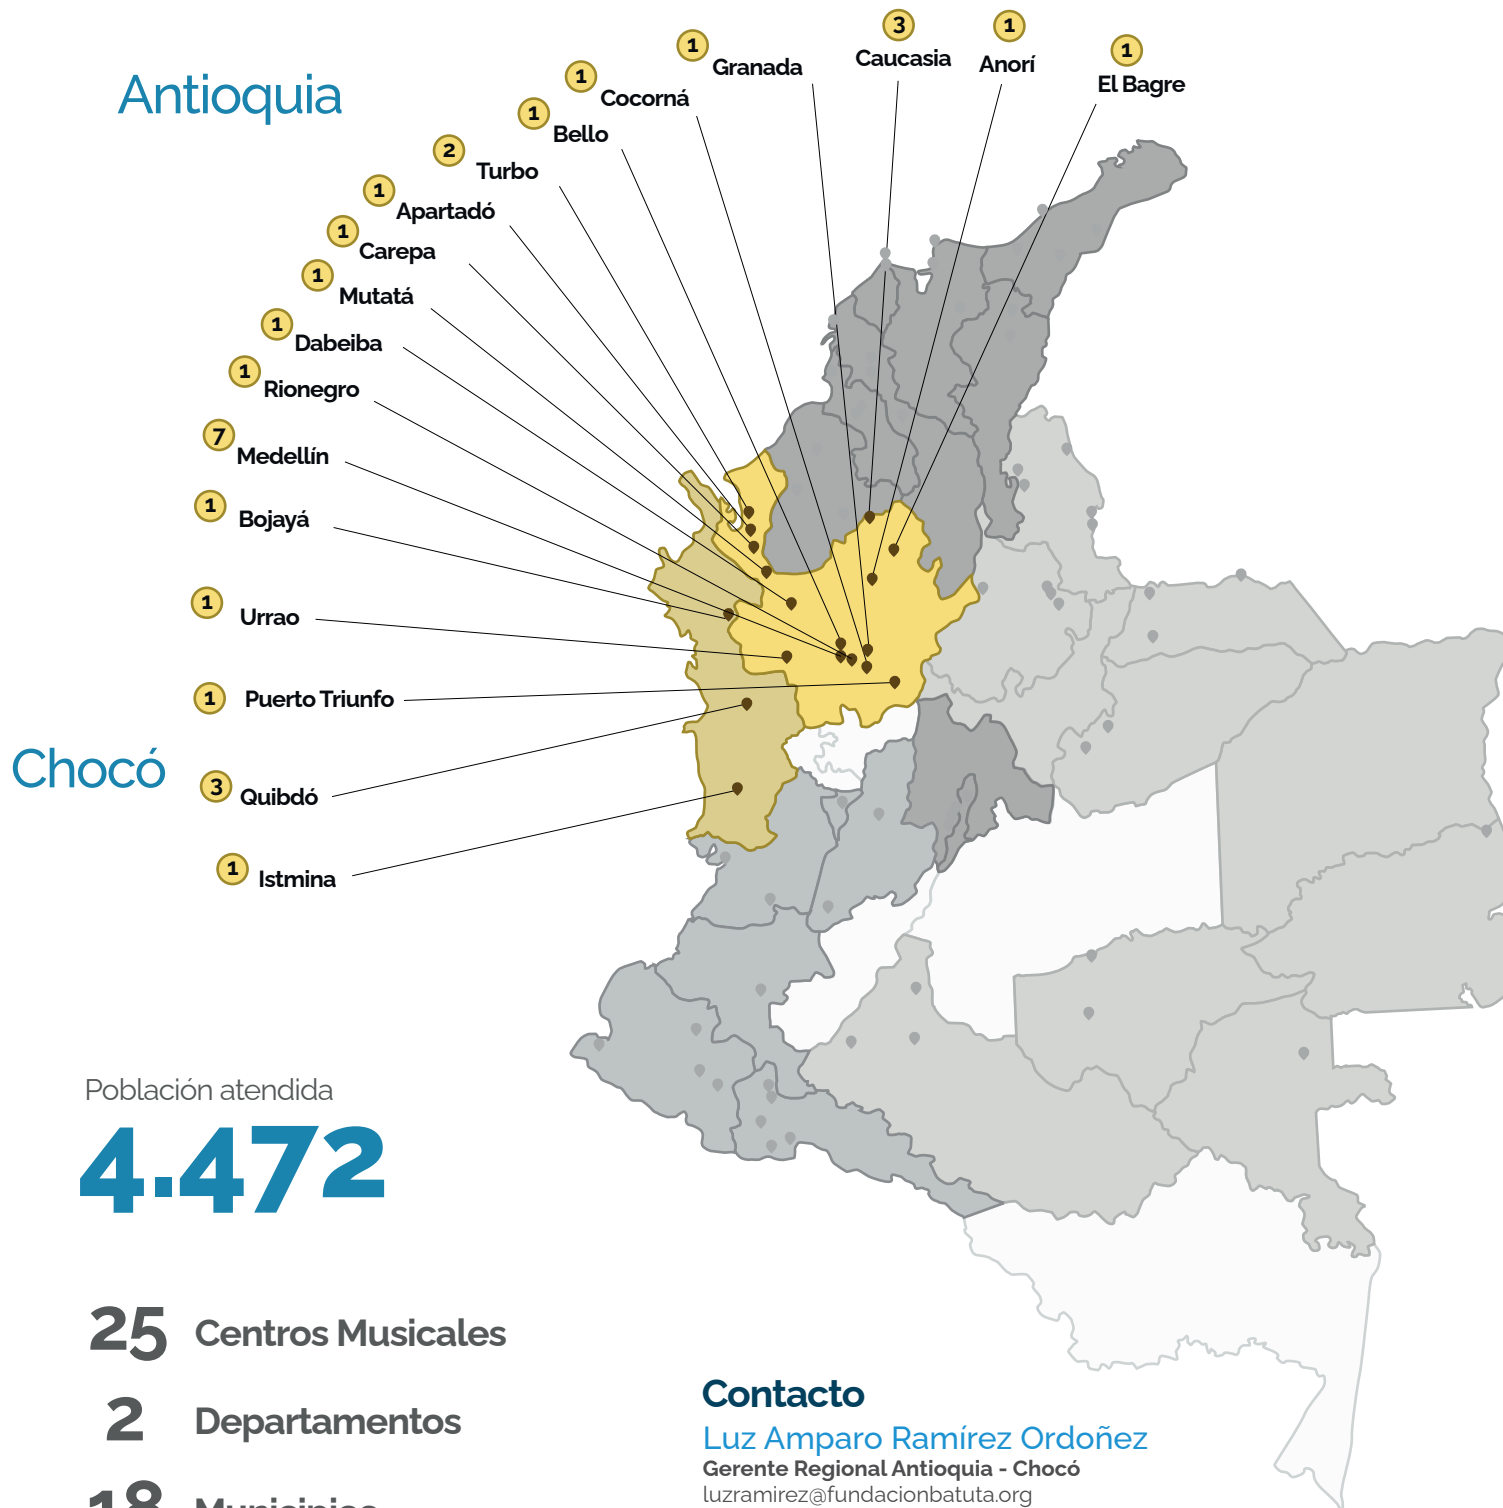 Antioquia
1
El Bagre
1
Anorí
3
Caucasia
1
Granada
1
Cocorná
1
Bello
2
Turbo
1
Apartadó
1
Carepa
1
Mutatá
1
Dabeiba
1
Rionegro
7
Medellín
1
Bojayá
1
Urrao
1
Puerto Triunfo
Chocó
3
Quibdó
1
Istmina
Población atendida
4.472
25 Centros Musicales
2 Departamentos
18 Municipios
Contacto
Luz Amparo Ramírez Ordoñez
Gerente Regional Antioquia - Chocó
luzramirez@fundacionbatuta.org